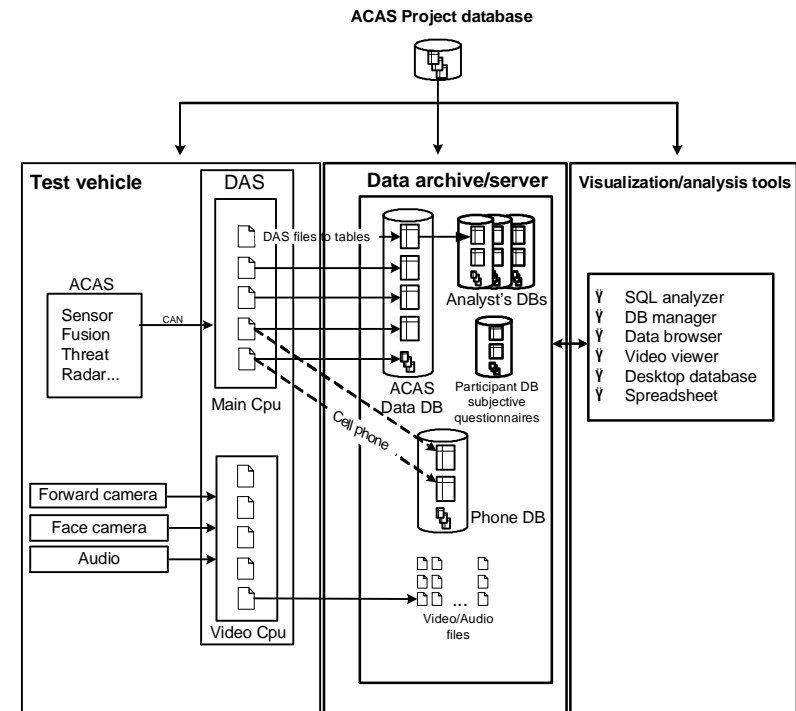 ACAS Project database
Test vehicle
DAS
Data archive/server
Visualization/analysis tools
DAS files to tables
ACAS
Sensor
Fusion
Threat
Radar...
CAN
Main Cpu
Analyst's DBs
ACAS
Data DB
Participant DB
subjective
questionnaires
Ÿ SQL analyzer
Ÿ DB manager
Ÿ Data browser
Ÿ Video viewer
Ÿ Desktop database
Ÿ Spreadsheet
Cell phone
Phone DB
Forward camera
Face camera
Audio
Video Cpu
...
Video/Audio
files